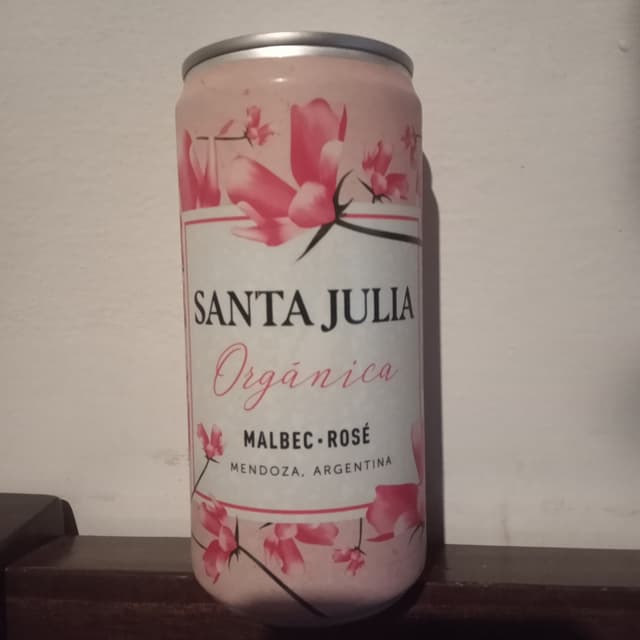 SANTA JULIA
Orgánica
MALBEC • ROSÉ
MENDOZA, ARGENTINA